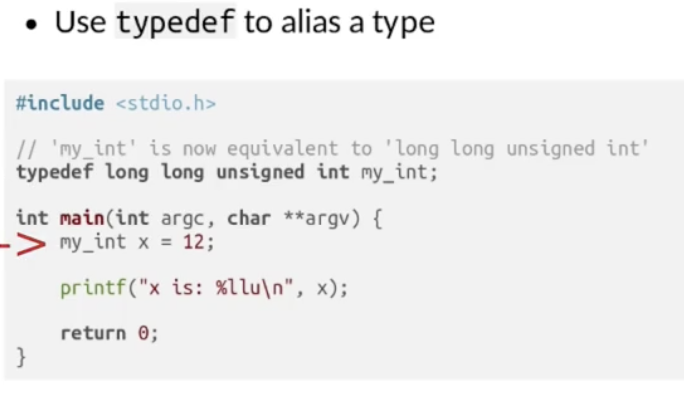 • Use typedef to alias a type
#include <stdio.h>
// 'my_int' is now equivalent to 'long long unsigned int'
typedef long long unsigned int my_int;
int main(int argc, char **argv) {
    my_int x = 12;
    printf("x is: %llu\n", x);
    return 0;
}